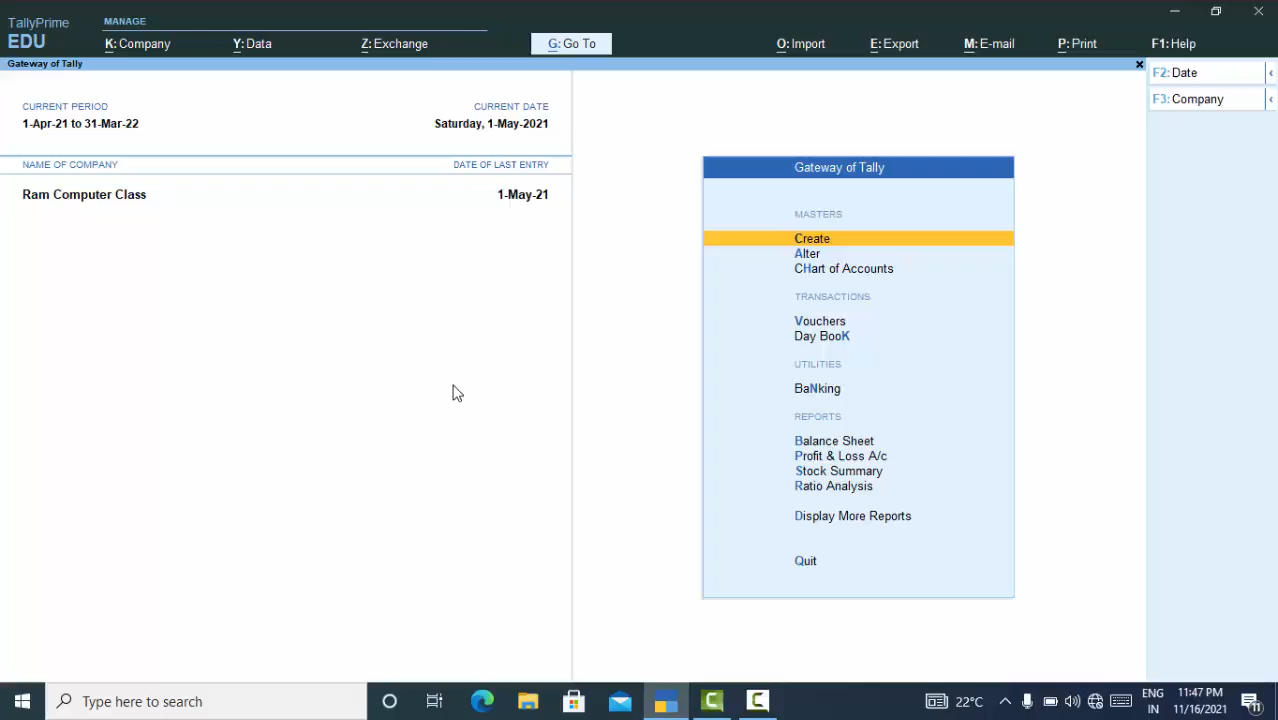 TallyPrime
EDU
MANAGE
K: Company
Y: Data
Z: Exchange
G: Go To
O: Import
E: Export
M: E-mail
P: Print
F1: Help
Gateway of Tally
F2: Date
F3: Company
CURRENT PERIOD
CURRENT DATE
1-Apr-21 to 31-Mar-22
Saturday, 1-May-2021
NAME OF COMPANY
DATE OF LAST ENTRY
Ram Computer Class
1-May-21
Gateway of Tally
MASTERS
Create
Alter
CHart of Accounts
TRANSACTIONS
Vouchers
Day BooK
UTILITIES
BaNking
REPORTS
Balance Sheet
Profit & Loss A/c
Stock Summary
Ratio Analysis
Display More Reports
Quit
Type here to search
22°C
ENG
IN
11:47 PM
11/16/2021
11